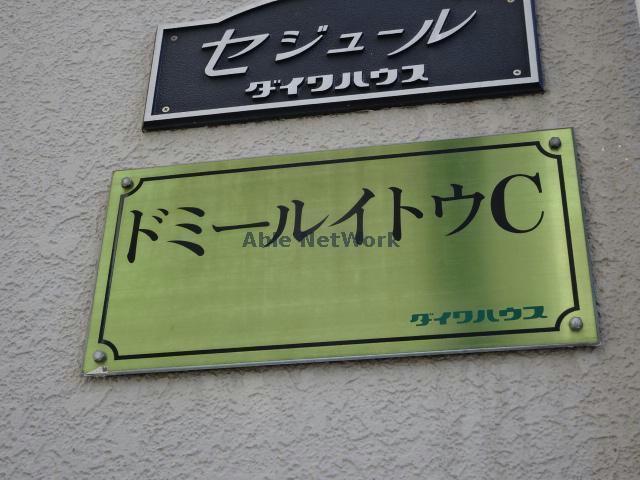 セジュール
ダイワハウス
ドミールイトウC
Able NetWork
ダイワハウス